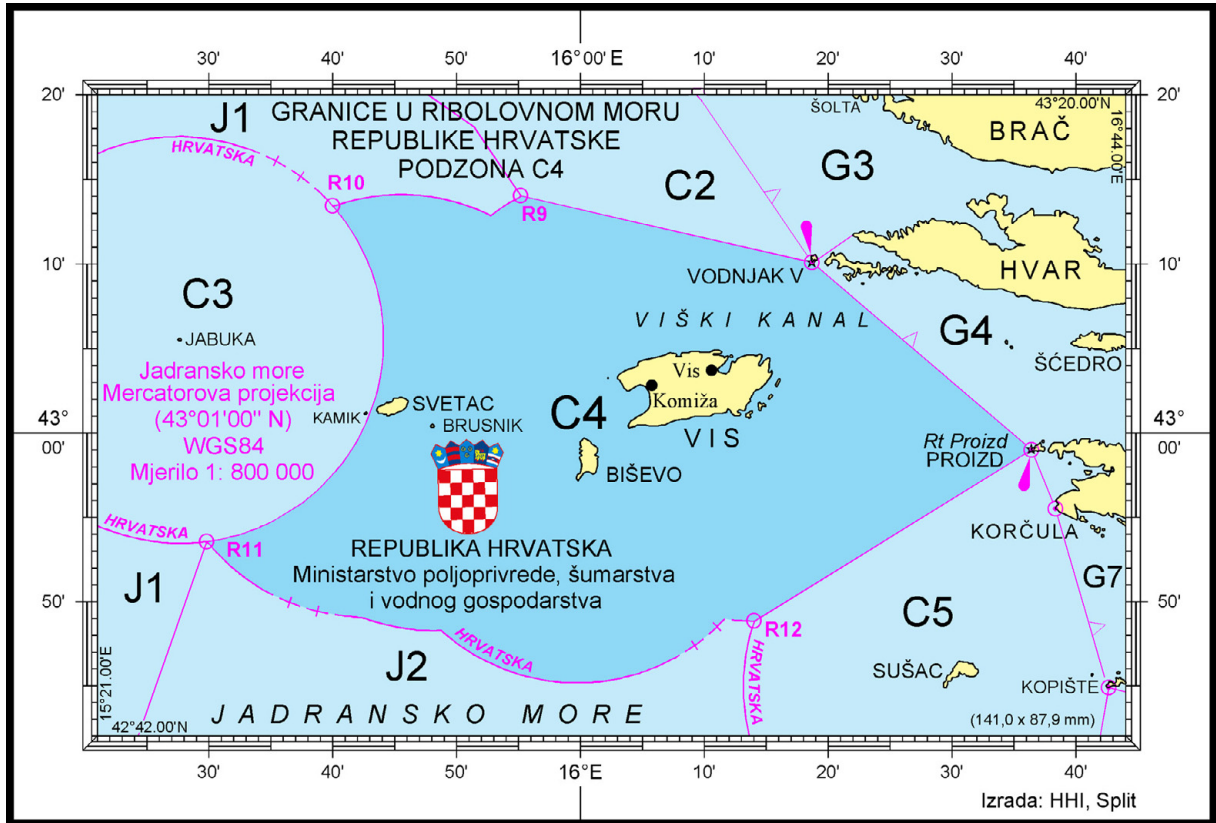 30' 40' 50' 16°00' E 10' 20' 30' 40'
20' 20'
J1 GRANICE U RIBOLOVNOM MORU
REPUBLIKE HRVATSKE
PODZONA C4
ŠOLTA
43°20.00'N
16°44.00'E
BRAČ
G3
HRVATSKA
R10
R9
C2
10' 10'
VODNJAK V
HVAR
C3
VIŠKI KANAL
G4
JABUKA
ŠĆEDRO
Jadransko more
Mercatorova projekcija
(43°01'00" N)
WGS84
Mjerilo 1: 800 000
Vis
Komiža
KAMIK
SVETAC
BRUSNIK
C4
VIS
43° 43°
00' 00'
Rt Proizd
PROIZD
BIŠEVO
HRVATSKA
R11
KORČULA
REPUBLIKA HRVATSKA
Ministarstvo poljoprivrede, šumarstva
i vodnog gospodarstva
G7
J1
50' 50'
C5
R12
HRVATSKA
HRVATSKA
J2
SUŠAC
KOPIŠTE
15°21.00'E
42°42.00'N
JADRANSKO MORE
(141,0 x 87,9 mm)
30' 40' 50' 16°E 10' 20' 30' 40'
Izrada: HHI, Split